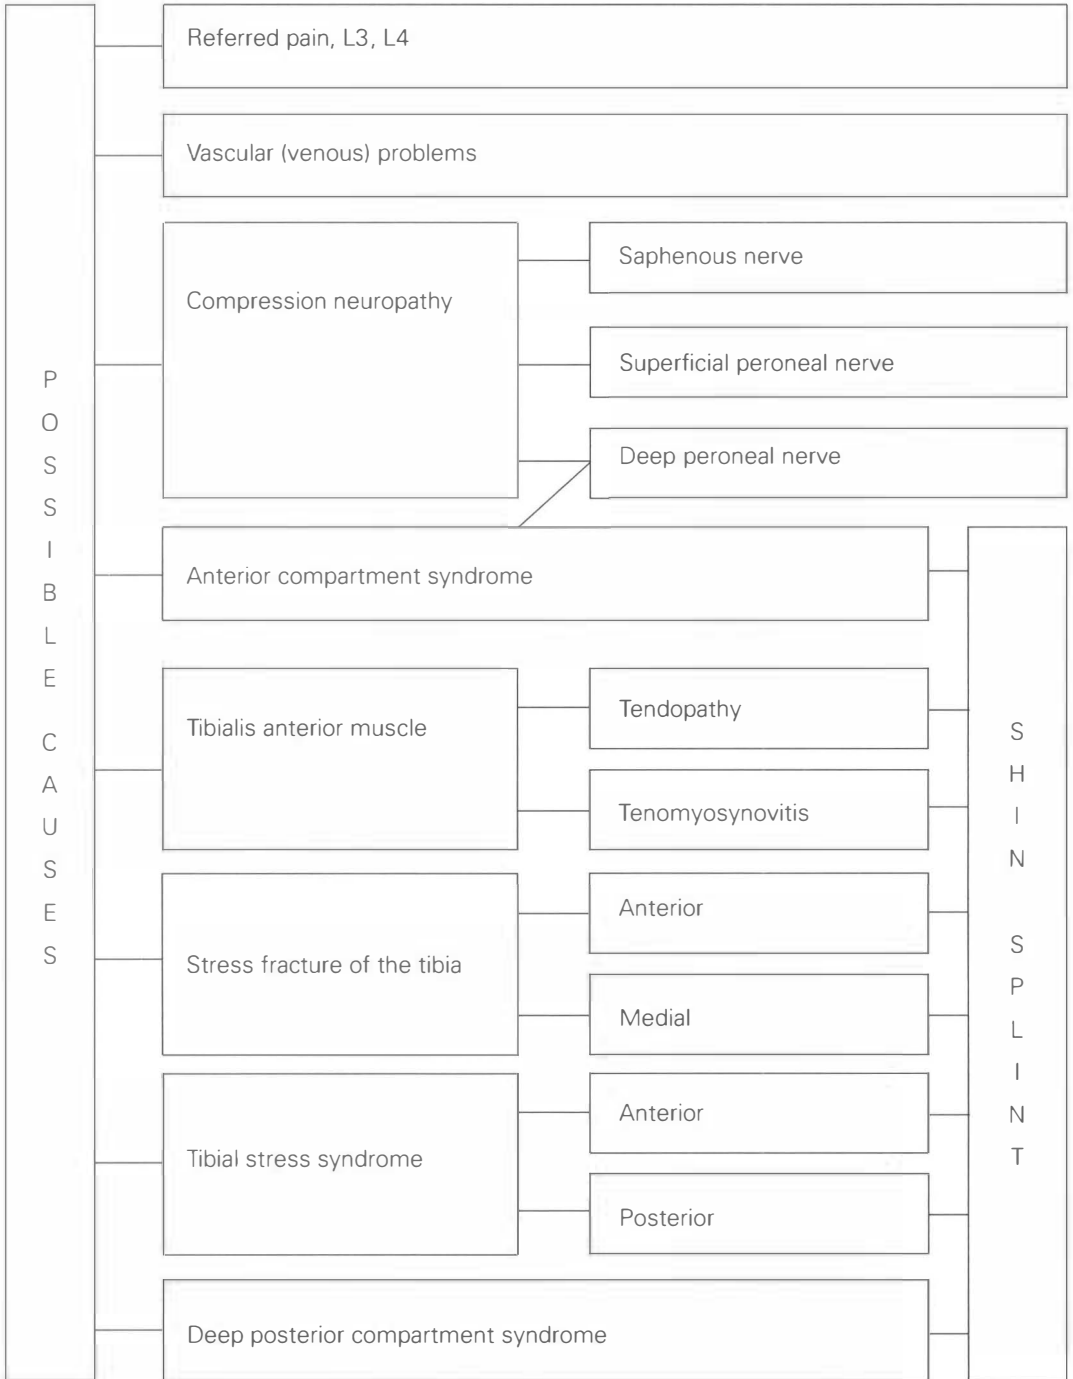 POSSIBLE CAUSES
Referred pain, L3, L4
Vascular (venous) problems
Compression neuropathy
Saphenous nerve
Superficial peroneal nerve
Deep peroneal nerve
Anterior compartment syndrome
Tibialis anterior muscle
Tendopathy
Tenomyosynovitis
Stress fracture of the tibia
Anterior
Medial
Tibial stress syndrome
Anterior
Posterior
Deep posterior compartment syndrome
SHIN SPLINT